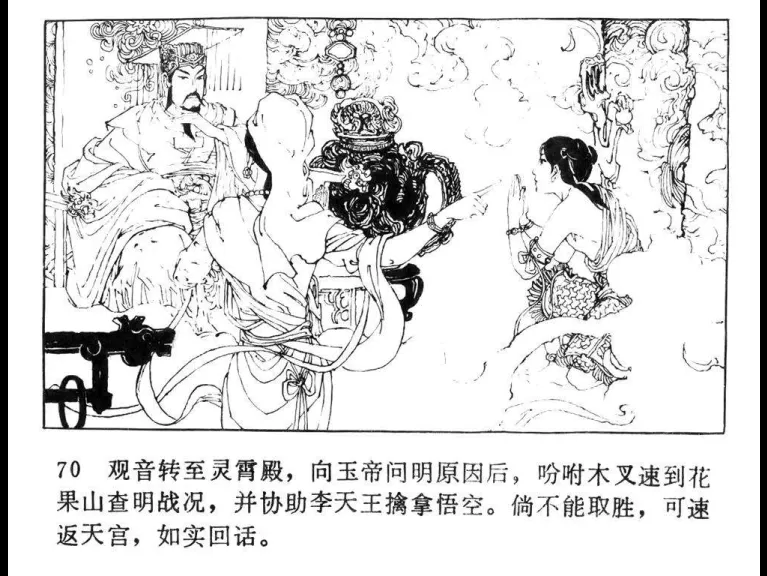 70 观音转至灵霄殿，向玉帝问明原因后，吩咐木叉速到花
果山查明战况，并协助李天王擒拿悟空。倘不能取胜，可速
返天宫，如实回话。